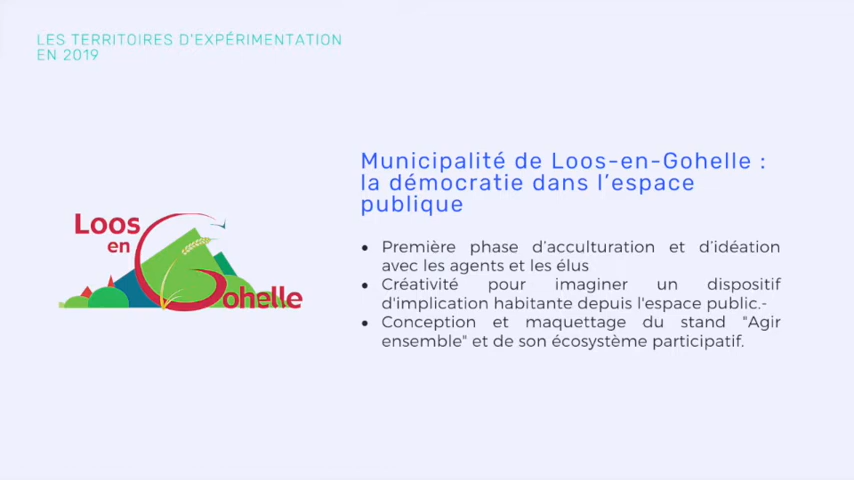 LES TERRITOIRES D'EXPÉRIMENTATION
EN 2019
Municipalité de Loos-en-Gohelle :
la démocratie dans l’espace
publique
Loos
en
Gohelle
• Première phase d’acculturation et d’idéation
avec les agents et les élus
• Créativité pour imaginer un dispositif
d'implication habitante depuis l'espace public.-
• Conception et maquettage du stand "Agir
ensemble" et de son écosystème participatif.